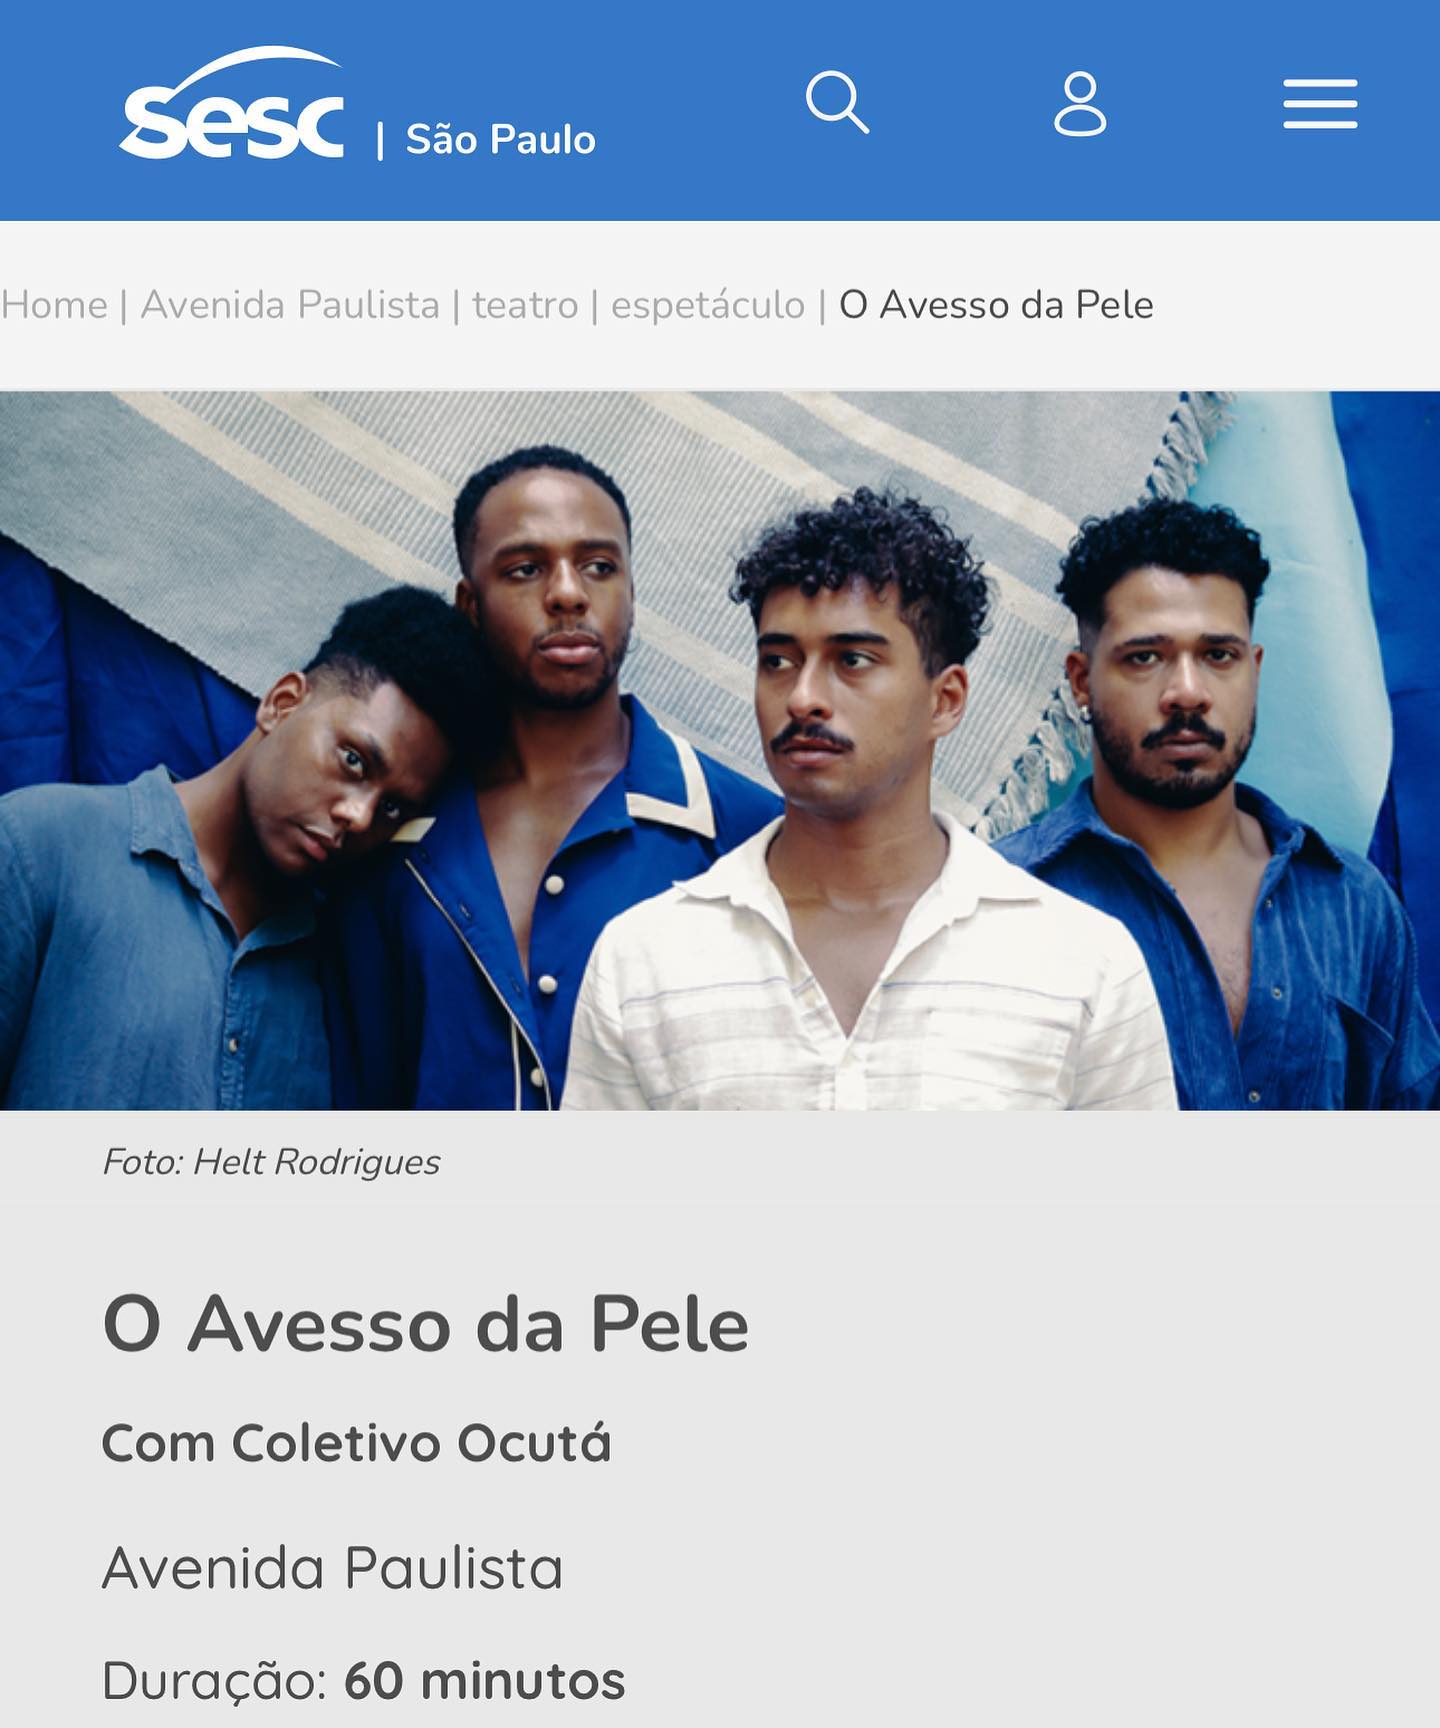 Sesc | São Paulo
Home | Avenida Paulista | teatro | espetáculo | O Avesso da Pele
Foto: Helt Rodrigues
O Avesso da Pele
Com Coletivo Ocutá
Avenida Paulista
Duração: 60 minutos